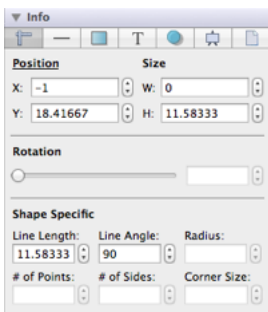 Info
T
Position Size
X: -1 W: 0
Y: 18.41667 H: 11.58333
Rotation
Shape Specific
Line Length: Line Angle: Radius:
11.58333 90
# of Points: # of Sides: Corner Size: